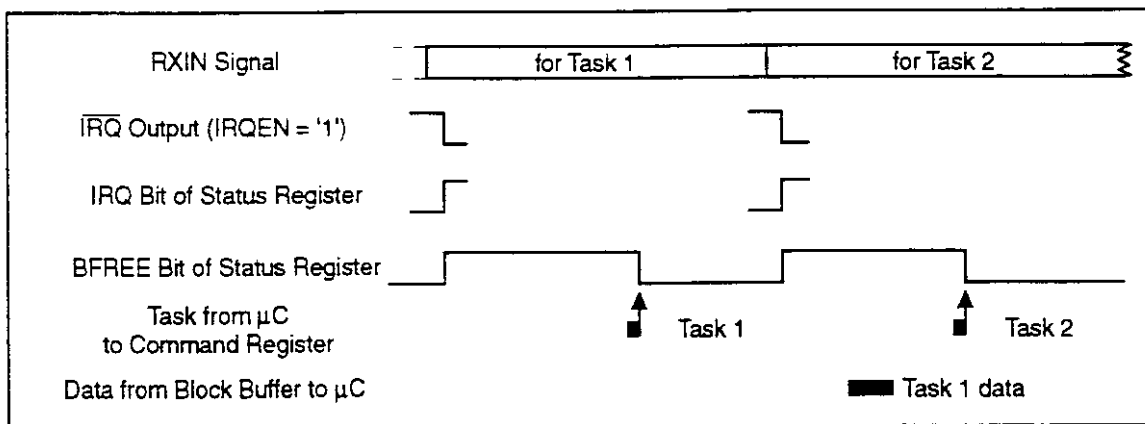 RXIN Signal
for Task 1
for Task 2
IRQ Output (IRQEN = '1')
IRQ Bit of Status Register
BFREE Bit of Status Register
Task from µC
to Command Register
Task 1
Task 2
Data from Block Buffer to µC
Task 1 data